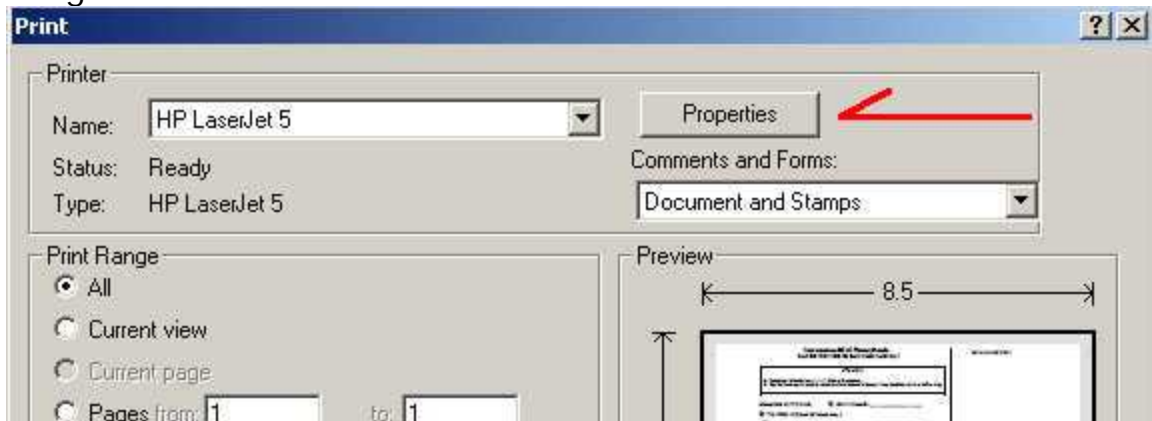 Print
Printer
Name: HP LaserJet 5
Properties
Status: Ready
Comments and Forms:
Type: HP LaserJet 5
Document and Stamps
Print Range
Preview
All
8.5
Current view
Current page
Pages from: 1 to: 1